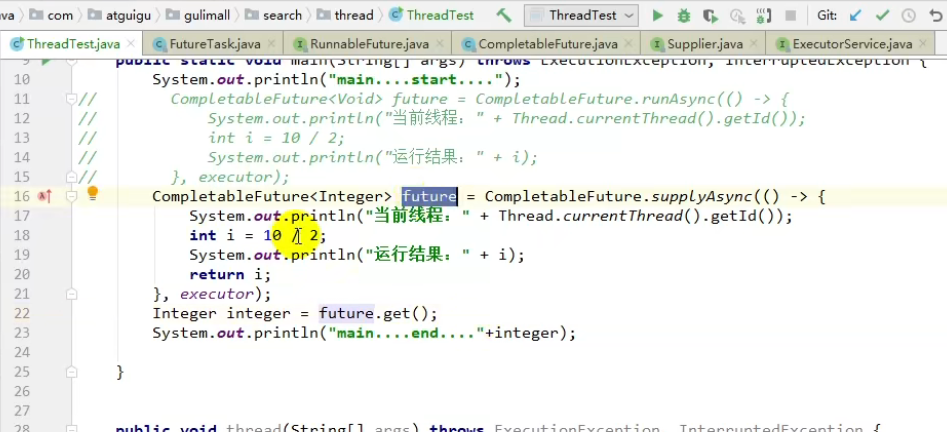 ava com atguigu gulimall search thread ThreadTest ThreadTest Git:
ThreadTest.java FutureTask.java RunnableFuture.java CompletableFuture.java Supplier.java ExecutorService.java
9 public static void main(String[] args) throws ExecutionException, InterruptedException {
10 System.out.println("main....start....");
11 // CompletableFuture<Void> future = CompletableFuture.runAsync(() -> {
12 // System.out.println("当前线程：" + Thread.currentThread().getId());
13 // int i = 10 / 2;
14 // System.out.println("运行结果：" + i);
15 // }, executor);
16 CompletableFuture<Integer> future = CompletableFuture.supplyAsync(() -> {
17 System.out.println("当前线程：" + Thread.currentThread().getId());
18 int i = 10 / 2;
19 System.out.println("运行结果：" + i);
20 return i;
21 }, executor);
22 Integer integer = future.get();
23 System.out.println("main....end...."+integer);
24
25 }
26
27
28 public void thread(String[] args) throws ExecutionException, InterruptedException {